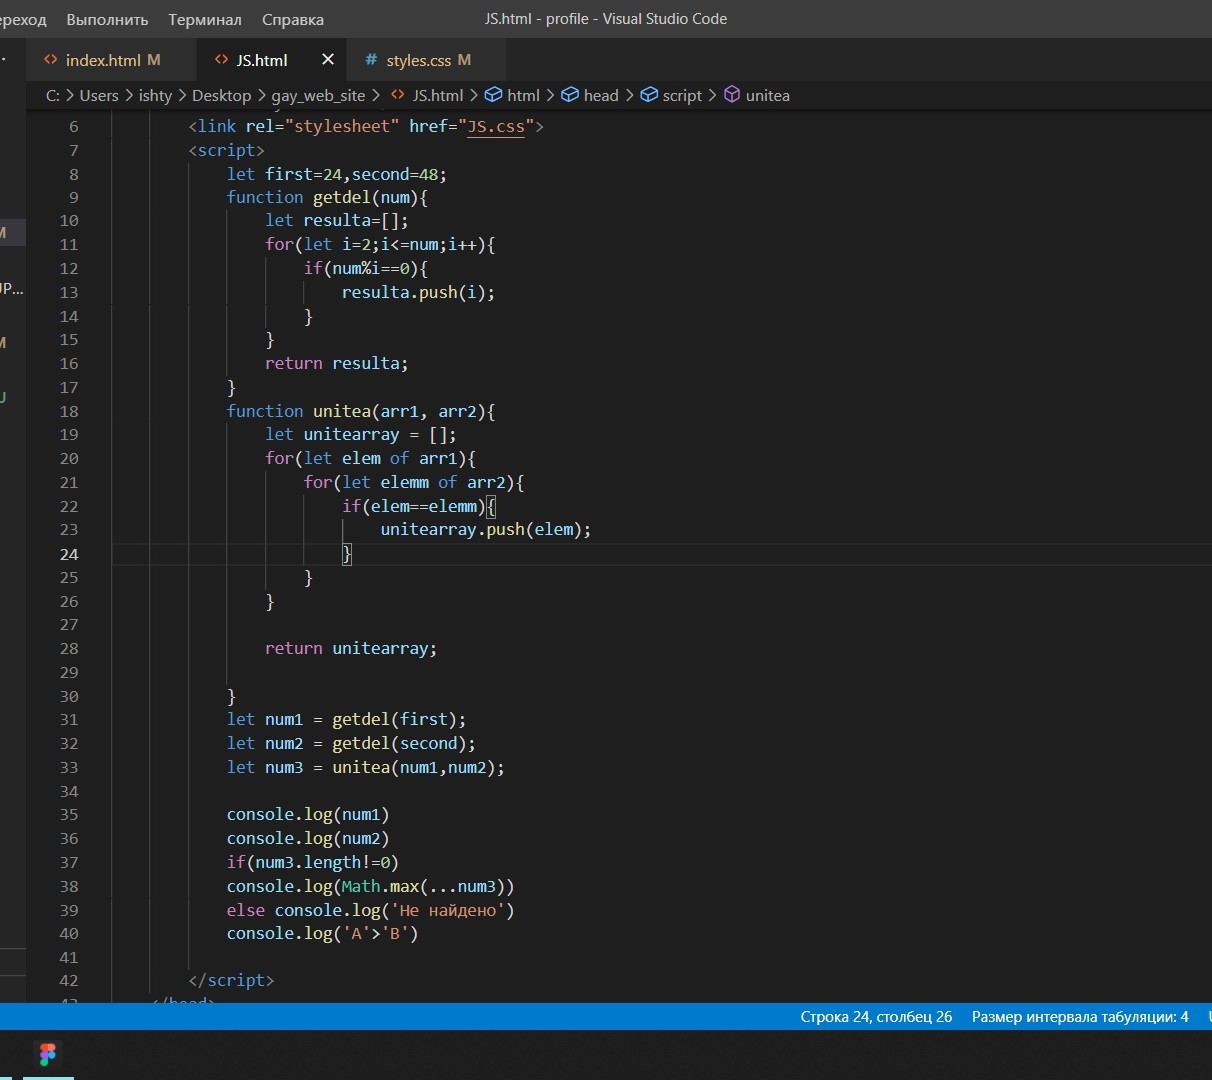 ереход Выполнить Терминал Справка JS.html - profile - Visual Studio Code
index.html M JS.html styles.css M
C: > Users > ishty > Desktop > gay_web_site > JS.html > html > head > script > unitea
6 <link rel="stylesheet" href="JS.css">
7 <script>
8 let first=24,second=48;
9 function getdel(num){
10 let resulta=[];
11 for(let i=2;i<=num;i++){
12 if(num%i==0){
13 resulta.push(i);
14 }
15 }
16 return resulta;
17 }
18 function unitea(arr1, arr2){
19 let unitearray = [];
20 for(let elem of arr1){
21 for(let elemm of arr2){
22 if(elem==elemm){
23 unitearray.push(elem);
24 }
25 }
26 }
27
28 return unitearray;
29
30 }
31 let num1 = getdel(first);
32 let num2 = getdel(second);
33 let num3 = unitea(num1,num2);
34
35 console.log(num1)
36 console.log(num2)
37 if(num3.length!=0)
38 console.log(Math.max(...num3))
39 else console.log('Не найдено')
40 console.log('A'>'B')
41
42 </script>
43 </head>
Строка 24, столбец 26 Размер интервала табуляции: 4